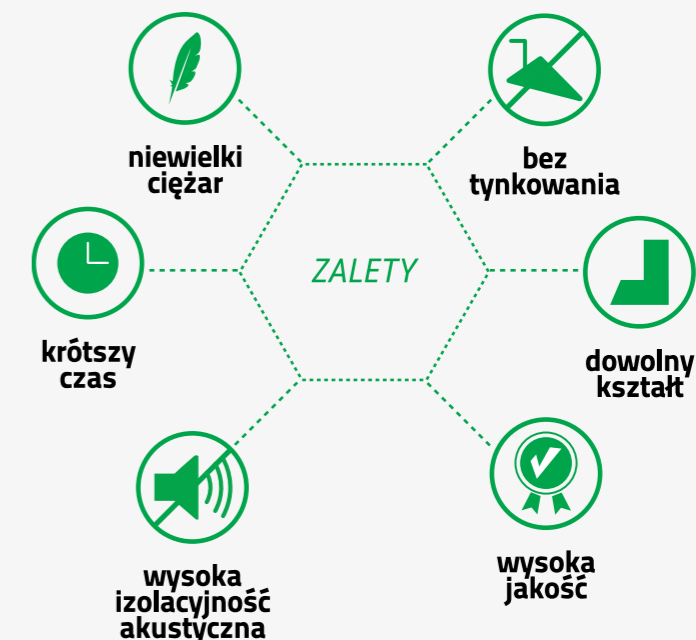 niewielki
ciężar
bez
tynkowania
krótszy
czas
ZALETY
dowolny
kształt
wysoka
izolacyjność
akustyczna
wysoka
jakość